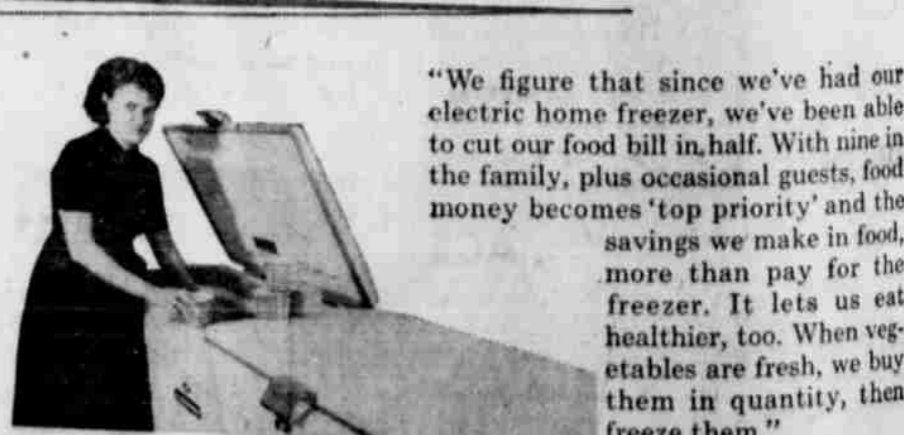 “We figure that since we’ve had our
electric home freezer, we’ve been able
to cut our food bill in half. With nine in
the family, plus occasional guests, food
money becomes ‘top priority’ and the
savings we make in food,
more than pay for the
freezer. It lets us eat
healthier, too. When veg-
etables are fresh, we buy
them in quantity, then
freeze them.”